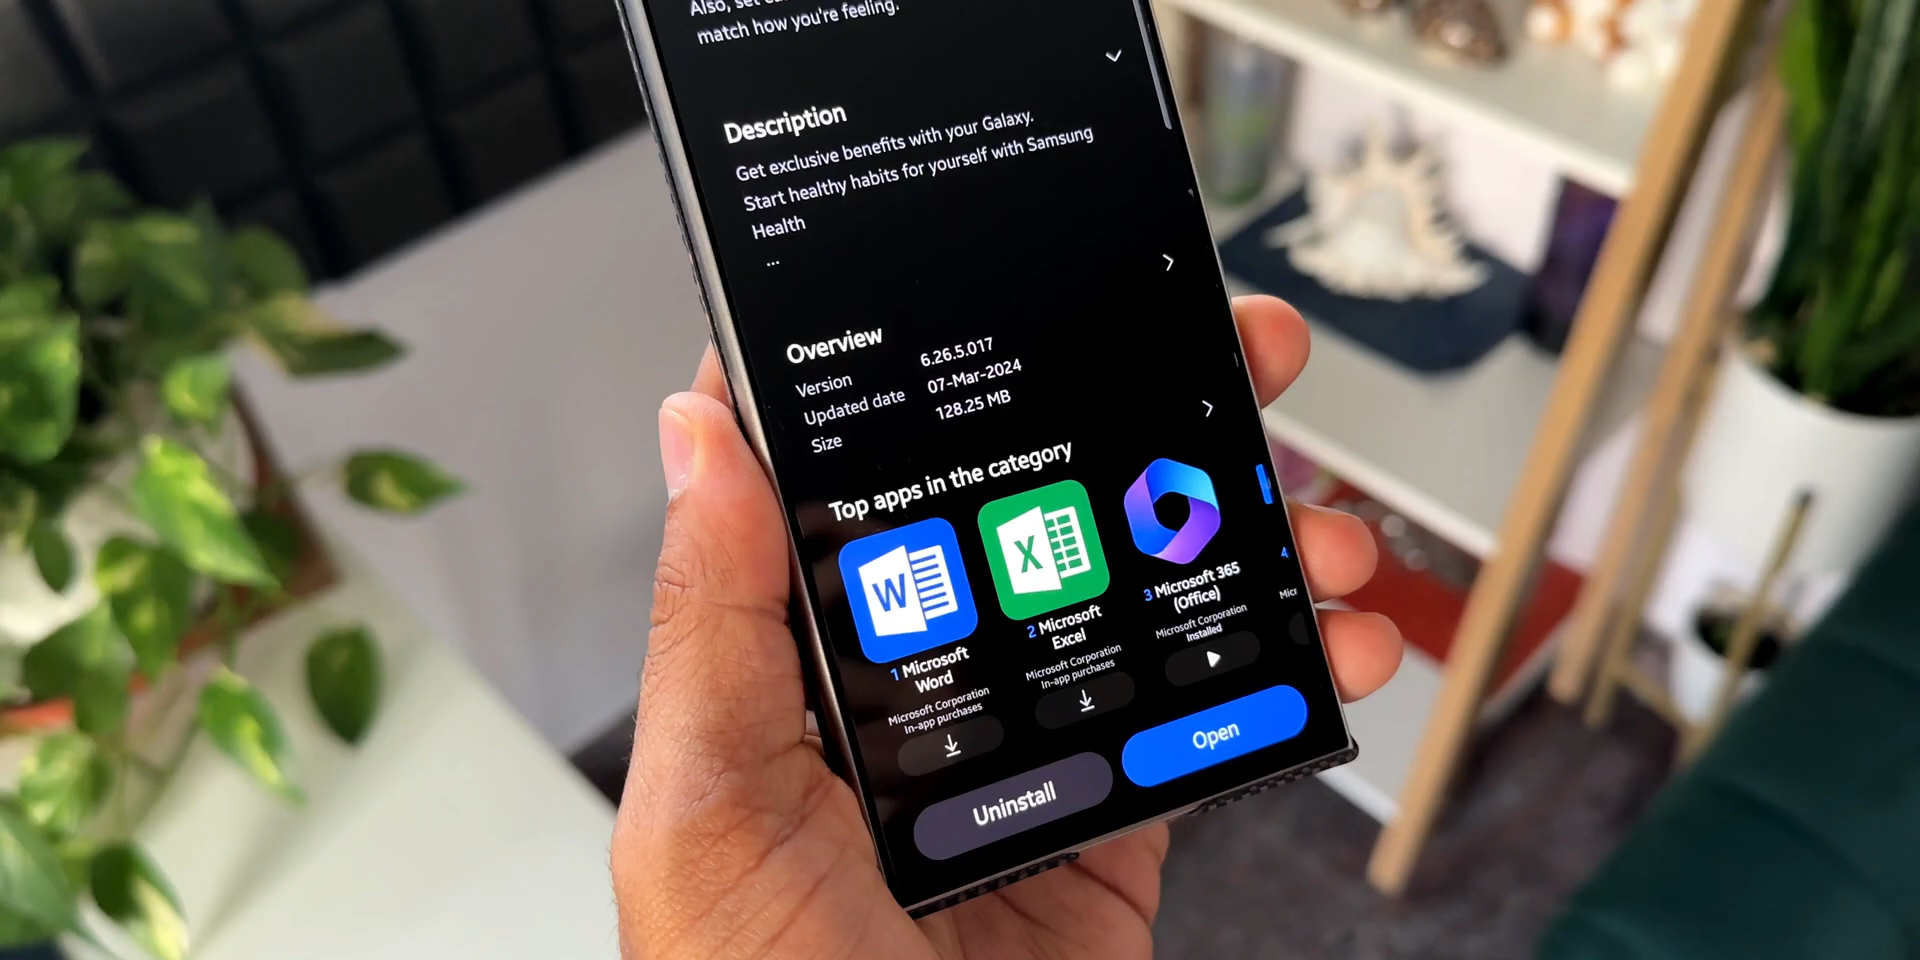 Also, set
match how you're feeling.
Description
Get exclusive benefits with your Galaxy.
Start healthy habits for yourself with Samsung
Health
...
Overview
Version 6.26.5.017
Updated date 07-Mar-2024
Size 128.25 MB
Top apps in the category
W
X
1 Microsoft
Word
Microsoft Corporation
In-app purchases
2 Microsoft
Excel
Microsoft Corporation
In-app purchases
3 Microsoft 365
(Office)
Microsoft Corporation
Installed
4
Micr
Uninstall
Open